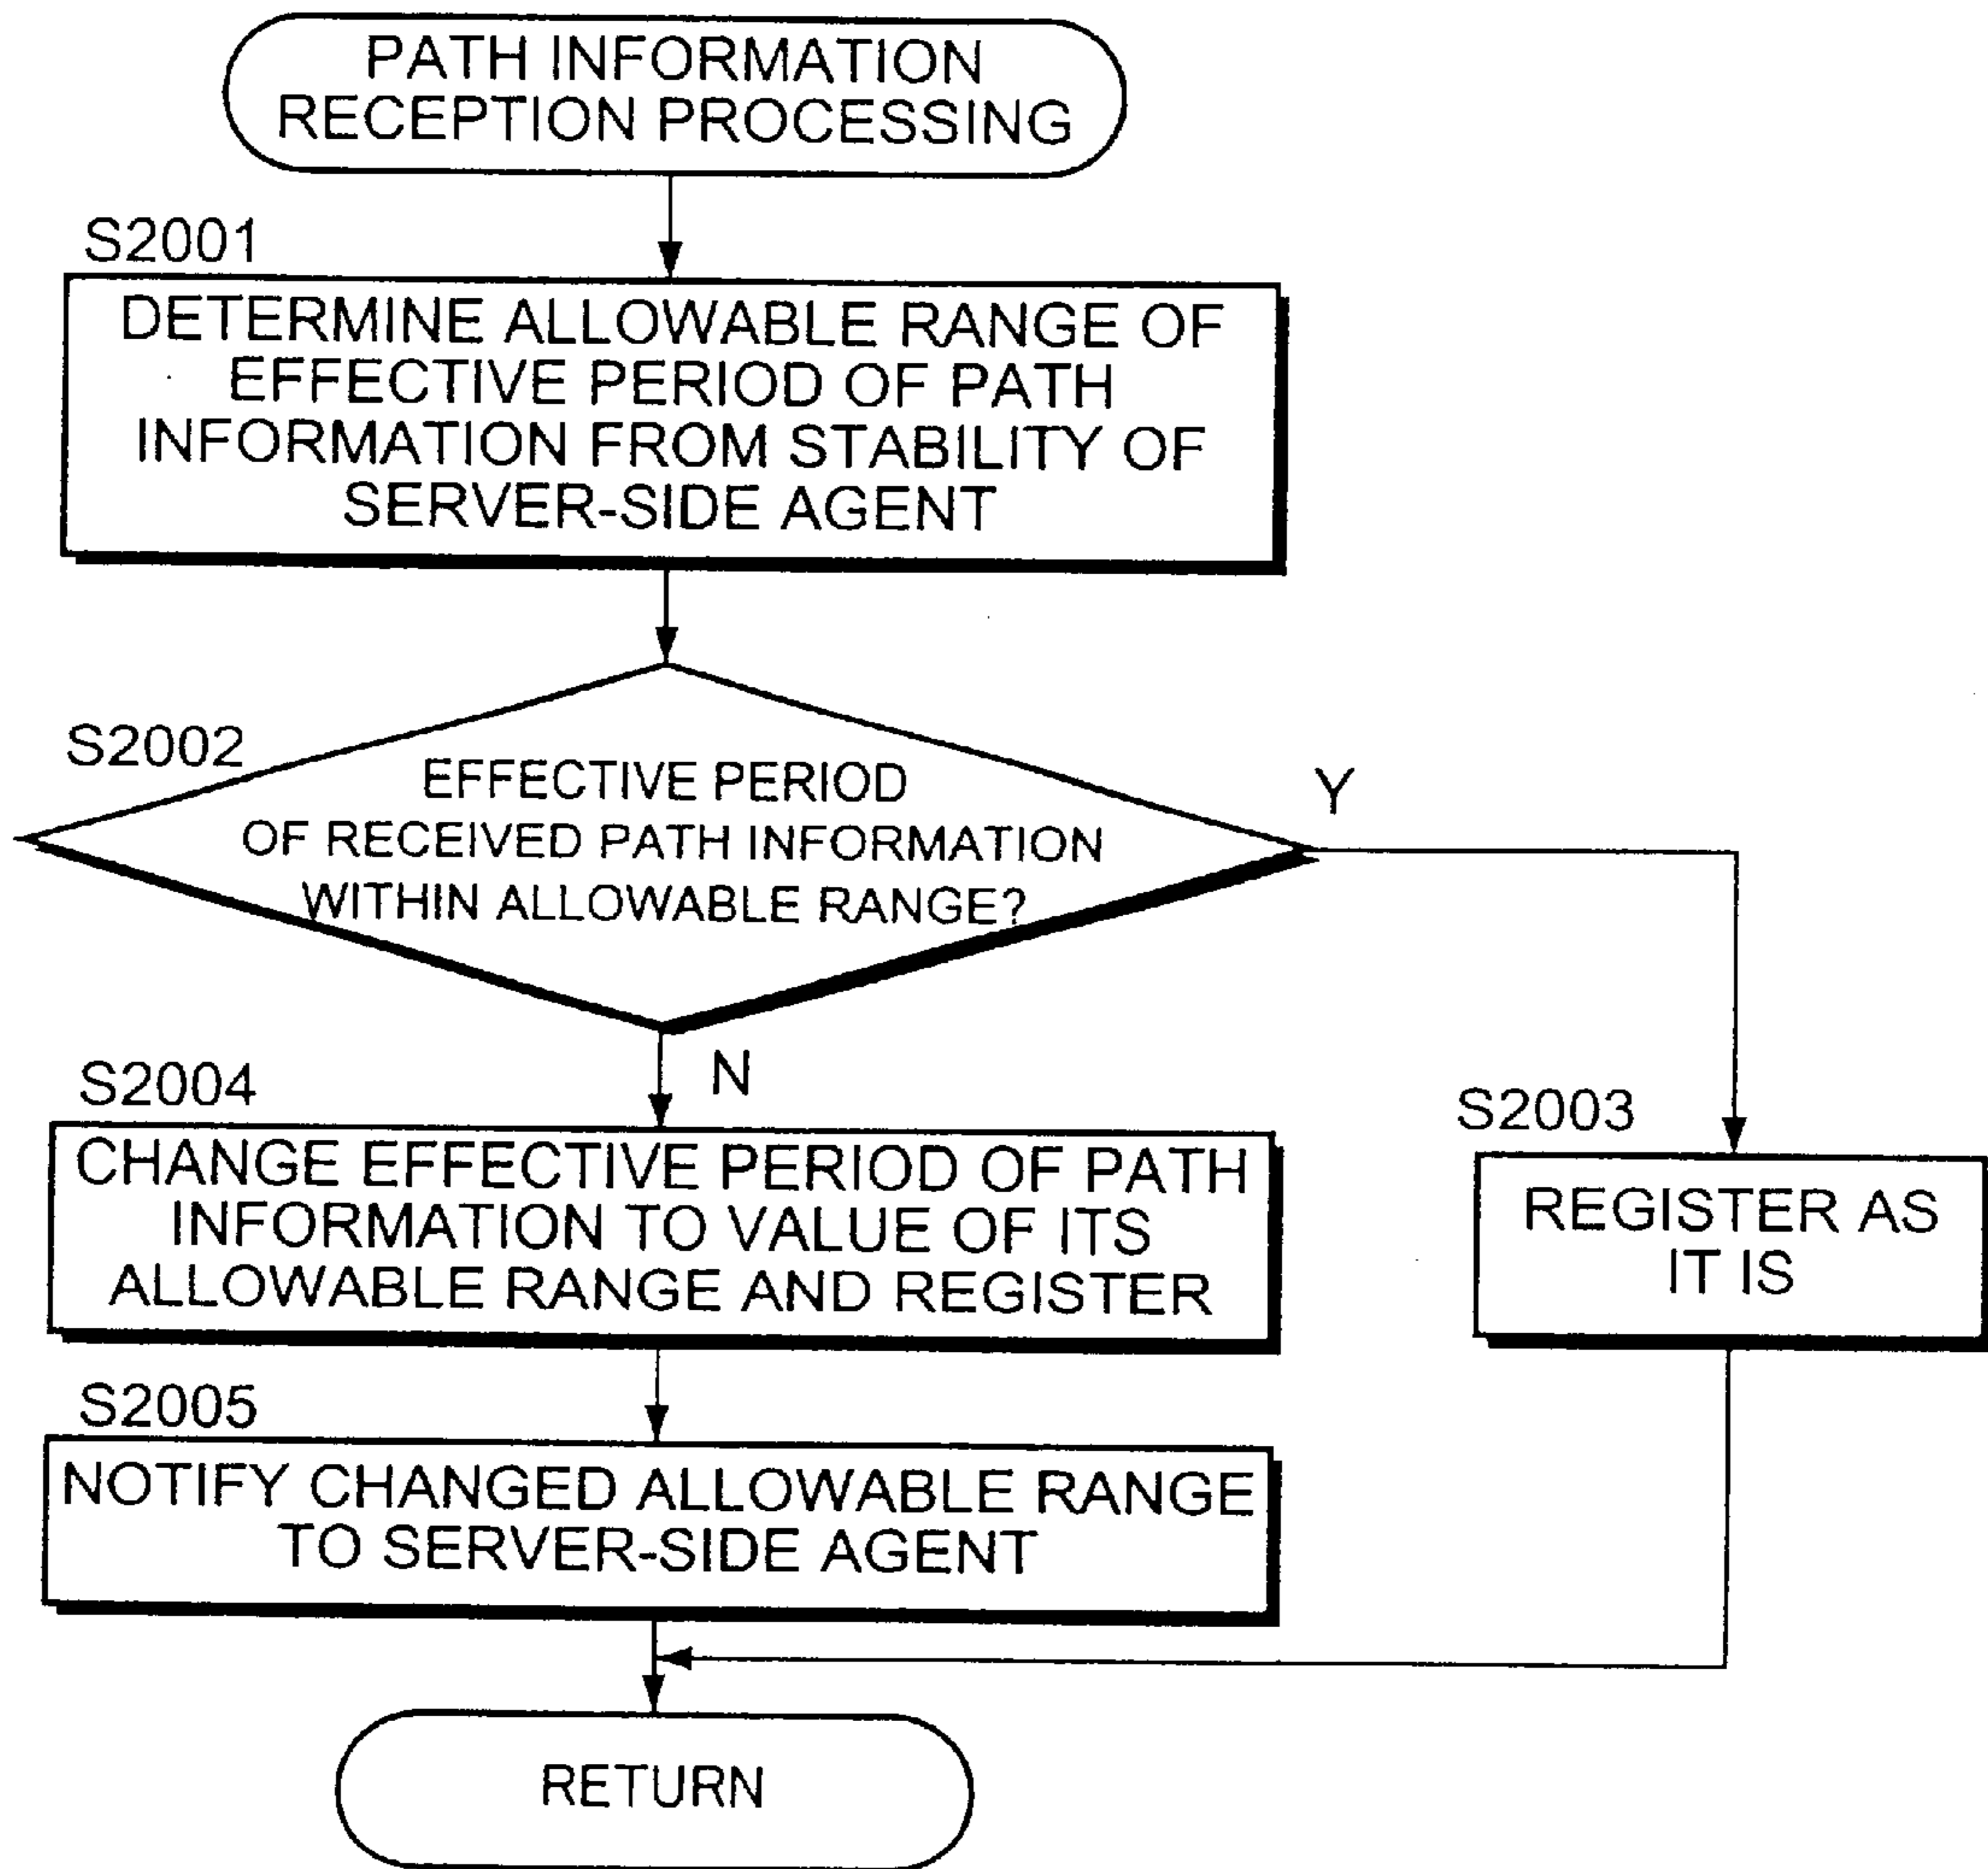 PATH INFORMATION
RECEPTION PROCESSING
S2001
DETERMINE ALLOWABLE RANGE OF
EFFECTIVE PERIOD OF PATH
INFORMATION FROM STABILITY OF
SERVER-SIDE AGENT
S2002
EFFECTIVE PERIOD
OF RECEIVED PATH INFORMATION
WITHIN ALLOWABLE RANGE?
Y
N
S2004
CHANGE EFFECTIVE PERIOD OF PATH
INFORMATION TO VALUE OF ITS
ALLOWABLE RANGE AND REGISTER
S2003
REGISTER AS
IT IS
S2005
NOTIFY CHANGED ALLOWABLE RANGE
TO SERVER-SIDE AGENT
RETURN